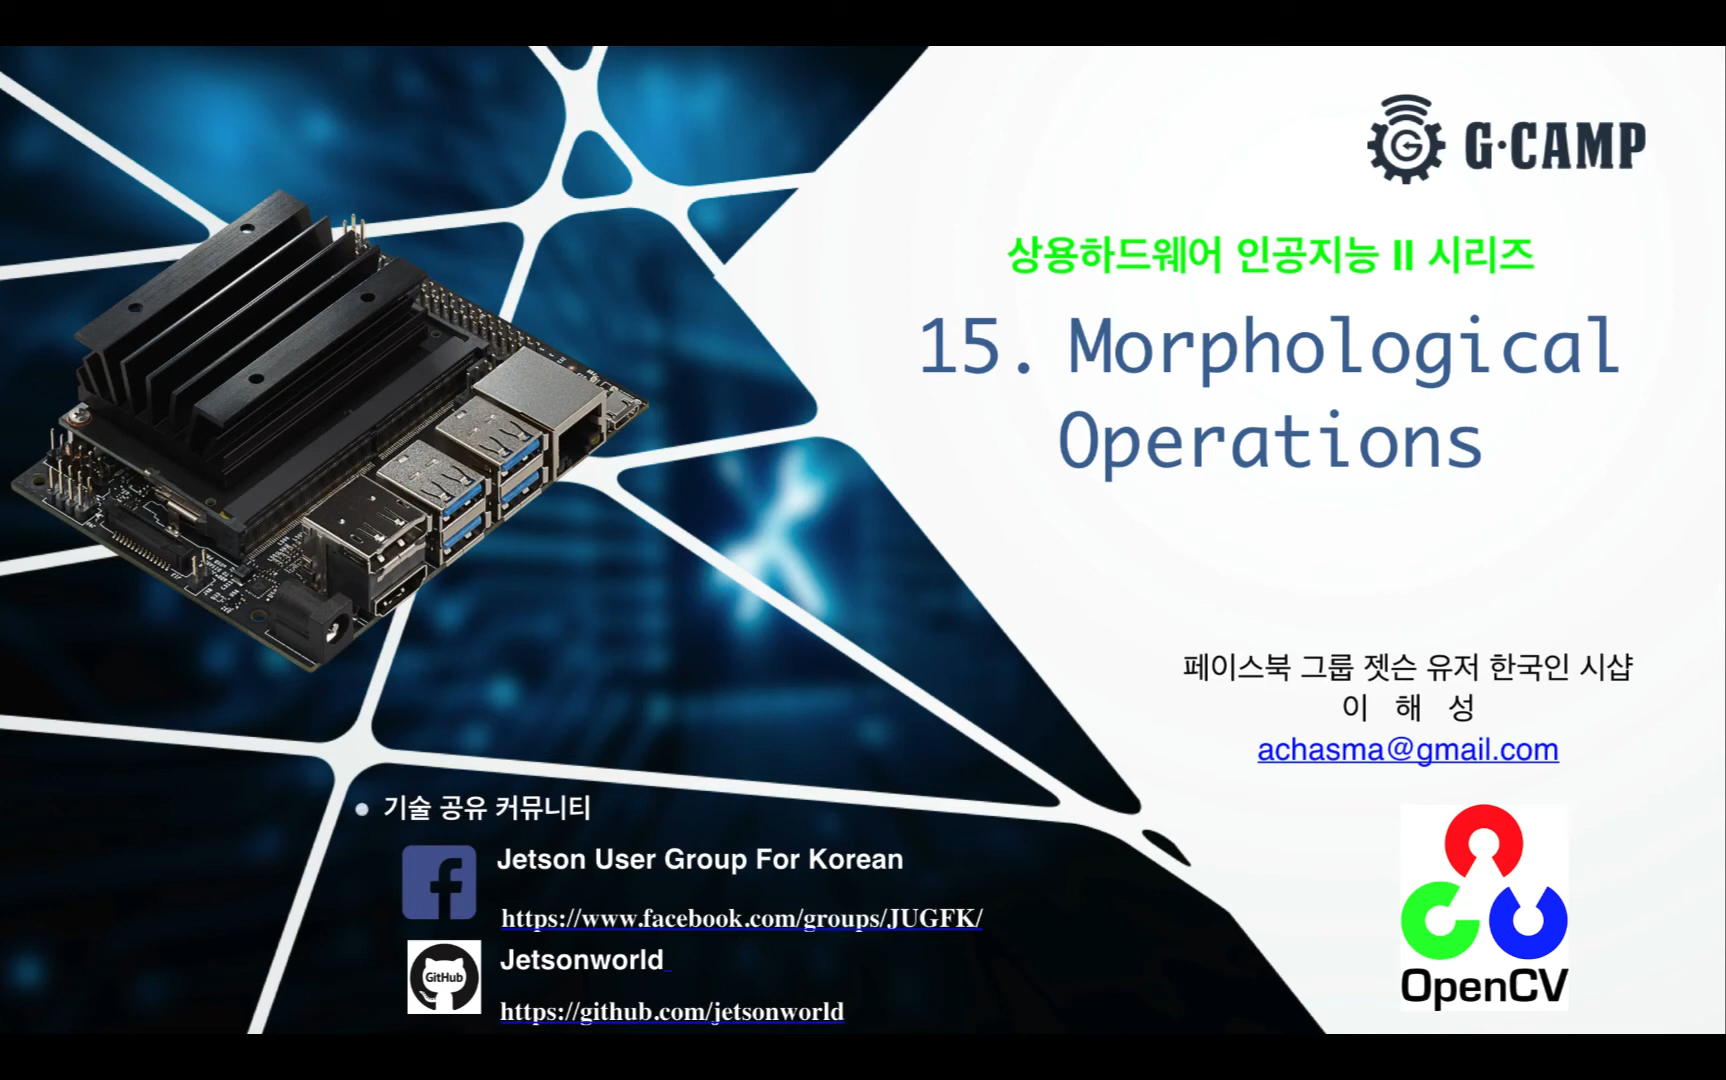 G·CAMP
상용하드웨어 인공지능 II 시리즈
15. Morphological
Operations
페이스북 그룹 젯슨 유저 한국인 시샵
이 해 성
achasma@gmail.com
기술 공유 커뮤니티
Jetson User Group For Korean
https://www.facebook.com/groups/JUGFK/
GitHub
Jetsonworld
https://github.com/jetsonworld
OpenCV